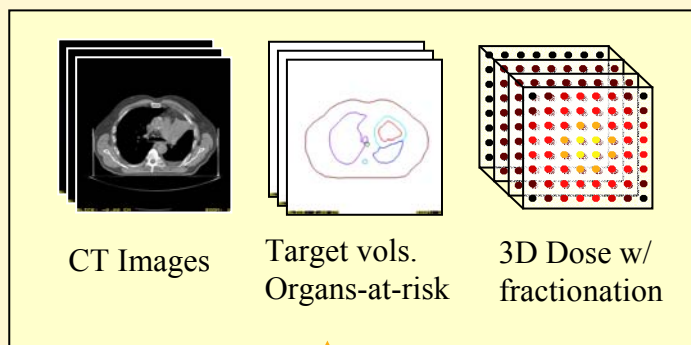 CT Images
Target vols.
Organs-at-risk
3D Dose w/
fractionation